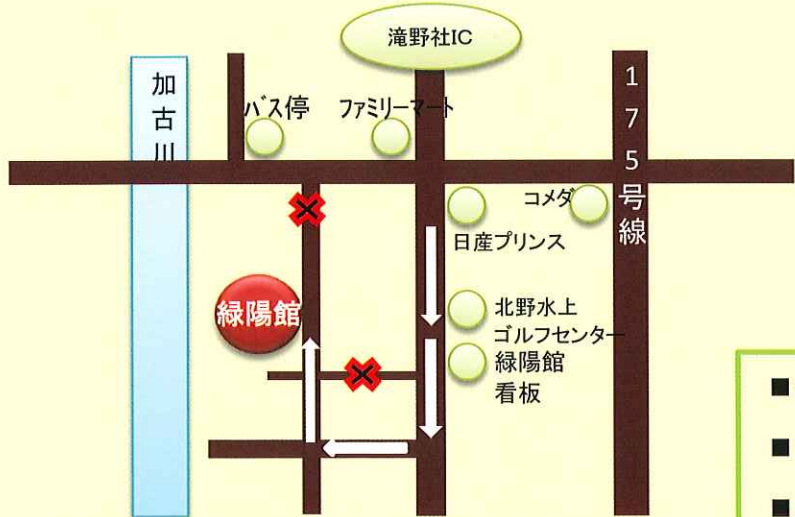 滝野社IC
加古川
バス停
ファミリーマート
175号線
コメダ
日産プリンス
緑陽館
北野水上
ゴルフセンター
緑陽館
看板